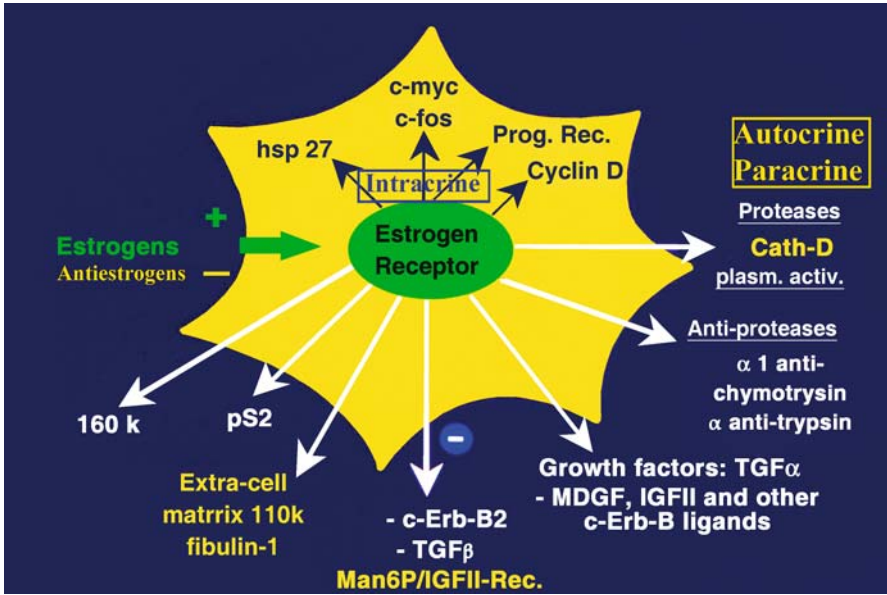 c-myc
c-fos
hsp 27
Prog. Rec.
Cyclin D
Intracrine
Estrogen
Receptor
+
Estrogens
Antiestrogens −
Autocrine
Paracrine
Proteases
Cath-D
plasm. activ.
Anti-proteases
α 1 anti-
chymotrysin
α anti-trypsin
160 k
pS2
Extra-cell
matrrix 110k
fibulin-1
-
- c-Erb-B2
- TGFβ
Man6P/IGFII-Rec.
Growth factors: TGFα
- MDGF, IGFII and other
c-Erb-B ligands